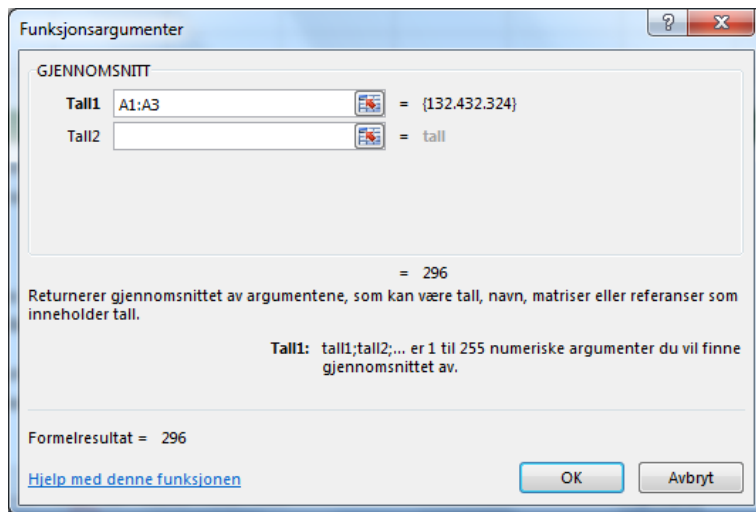 Funksjonsargumenter
GJENNOMSNITT
Tall1 A1:A3 = {132.432.324}
Tall2 = tall
= 296
Returnerer gjennomsnittet av argumentene, som kan være tall, navn, matriser eller referanser som
inneholder tall.
Tall1: tall1;tall2;... er 1 til 255 numeriske argumenter du vil finne
gjennomsnittet av.
Formelresultat = 296
Hjelp med denne funksjonen OK Avbryt